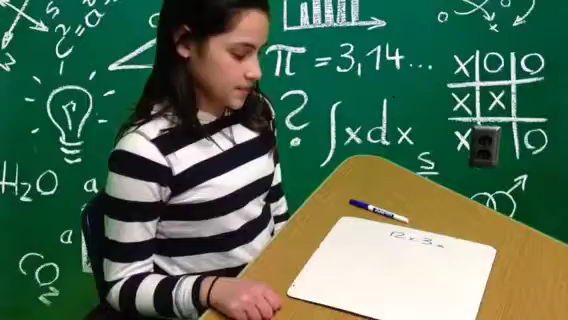 π = 3,14...
∫xdx
X O O
X X
X O
H₂O
a
a
CO₂
12 x 3 =